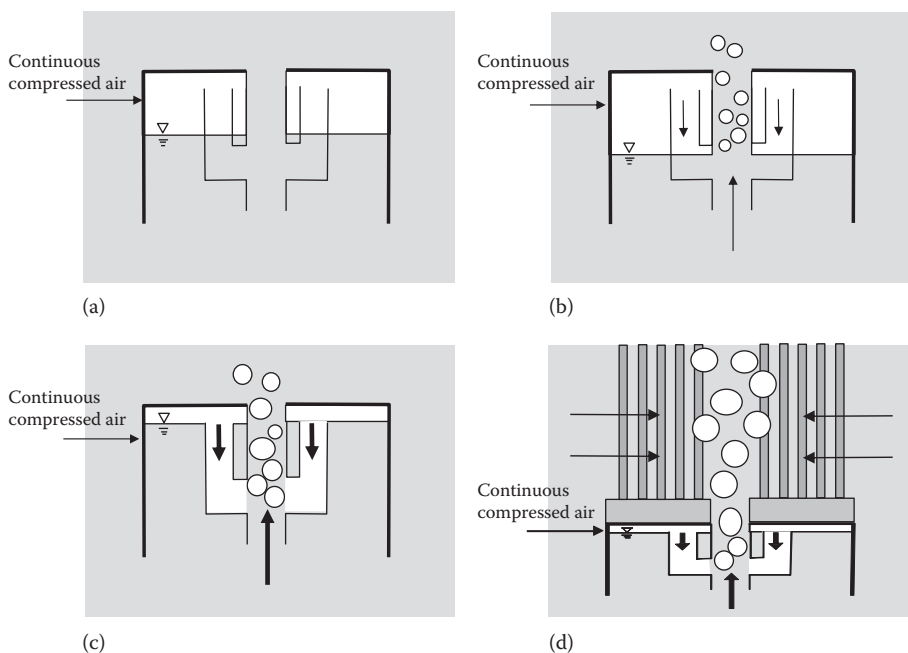 Continuous
compressed air
(a)
Continuous
compressed air
(b)
Continuous
compressed air
(c)
Continuous
compressed air
(d)